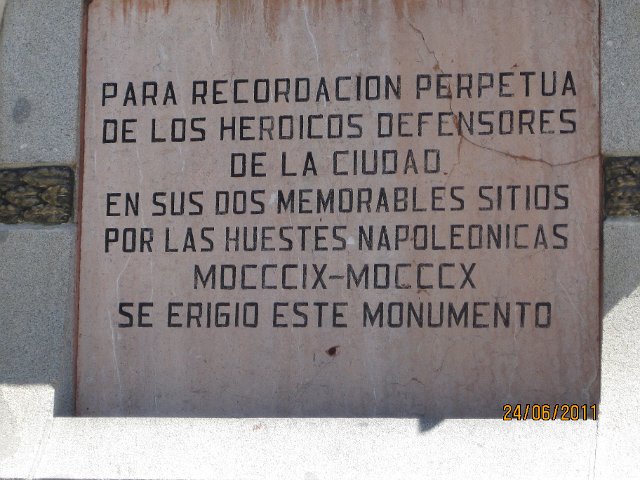 PARA RECORDACION PERPETUA
DE LOS HEROICOS DEFENSORES
DE LA CIUDAD
EN SUS DOS MEMORABLES SITIOS
POR LAS HUESTES NAPOLEONICAS
MDCCCIX-MDCCCX
SE ERIGIO ESTE MONUMENTO
24/06/2011